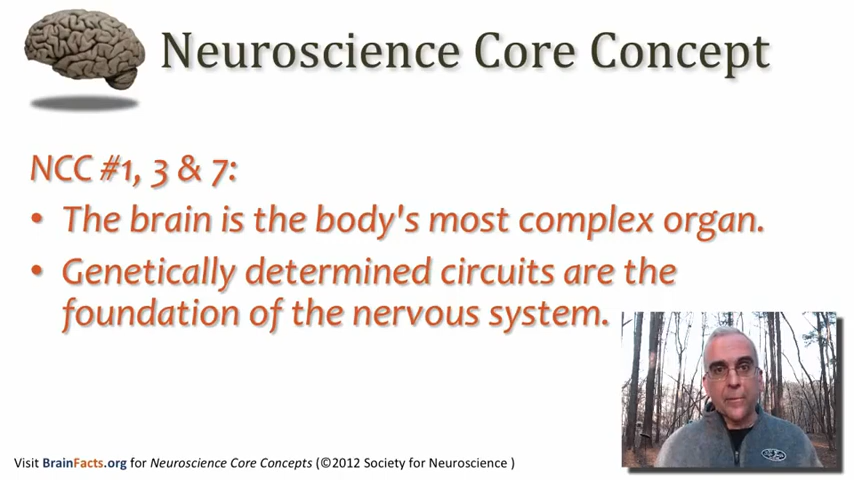 Neuroscience Core Concept
NCC #1, 3 & 7:
• The brain is the body's most complex organ.
• Genetically determined circuits are the
foundation of the nervous system.
Visit BrainFacts.org for Neuroscience Core Concepts (©2012 Society for Neuroscience )